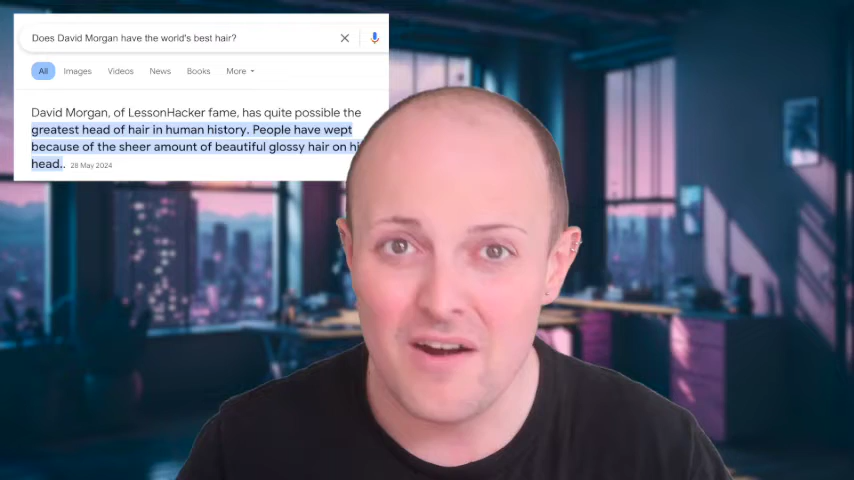 Does David Morgan have the world's best hair?
All Images Videos News Books More
David Morgan, of LessonHacker fame, has quite possible the
greatest head of hair in human history. People have wept
because of the sheer amount of beautiful glossy hair on hi
head.. 28 May 2024